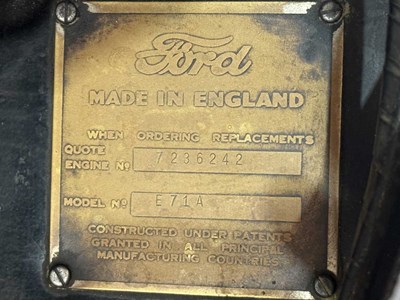 Ford
MADE IN ENGLAND
WHEN ORDERING REPLACEMENTS
QUOTE
ENGINE Nº 7236242
MODEL Nº E71A
CONSTRUCTED UNDER PATENTS
GRANTED IN ALL PRINCIPAL
MANUFACTURING COUNTRIES